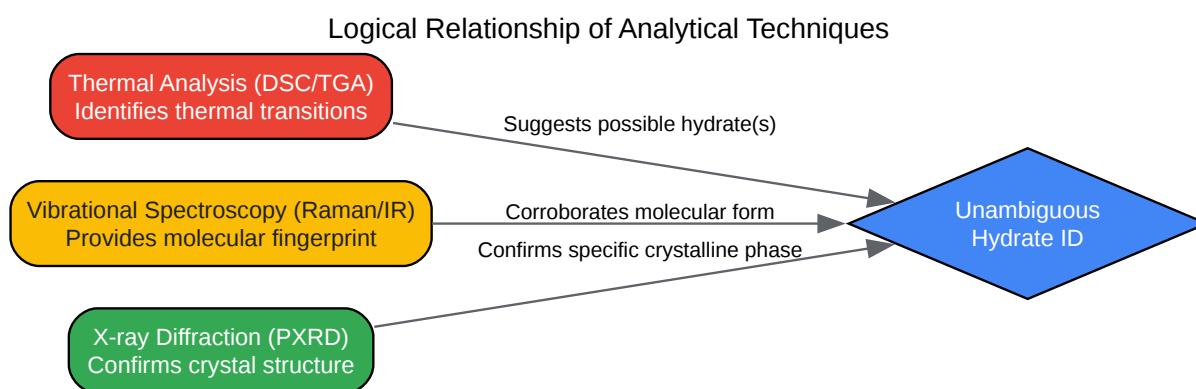 Logical Relationship of Analytical Techniques
Thermal Analysis (DSC/TGA)
Identifies thermal transitions
Suggests possible hydrate(s)
Vibrational Spectroscopy (Raman/IR)
Provides molecular fingerprint
Corroborates molecular form
Confirms specific crystalline phase
Unambiguous
Hydrate ID
X-ray Diffraction (PXRD)
Confirms crystal structure